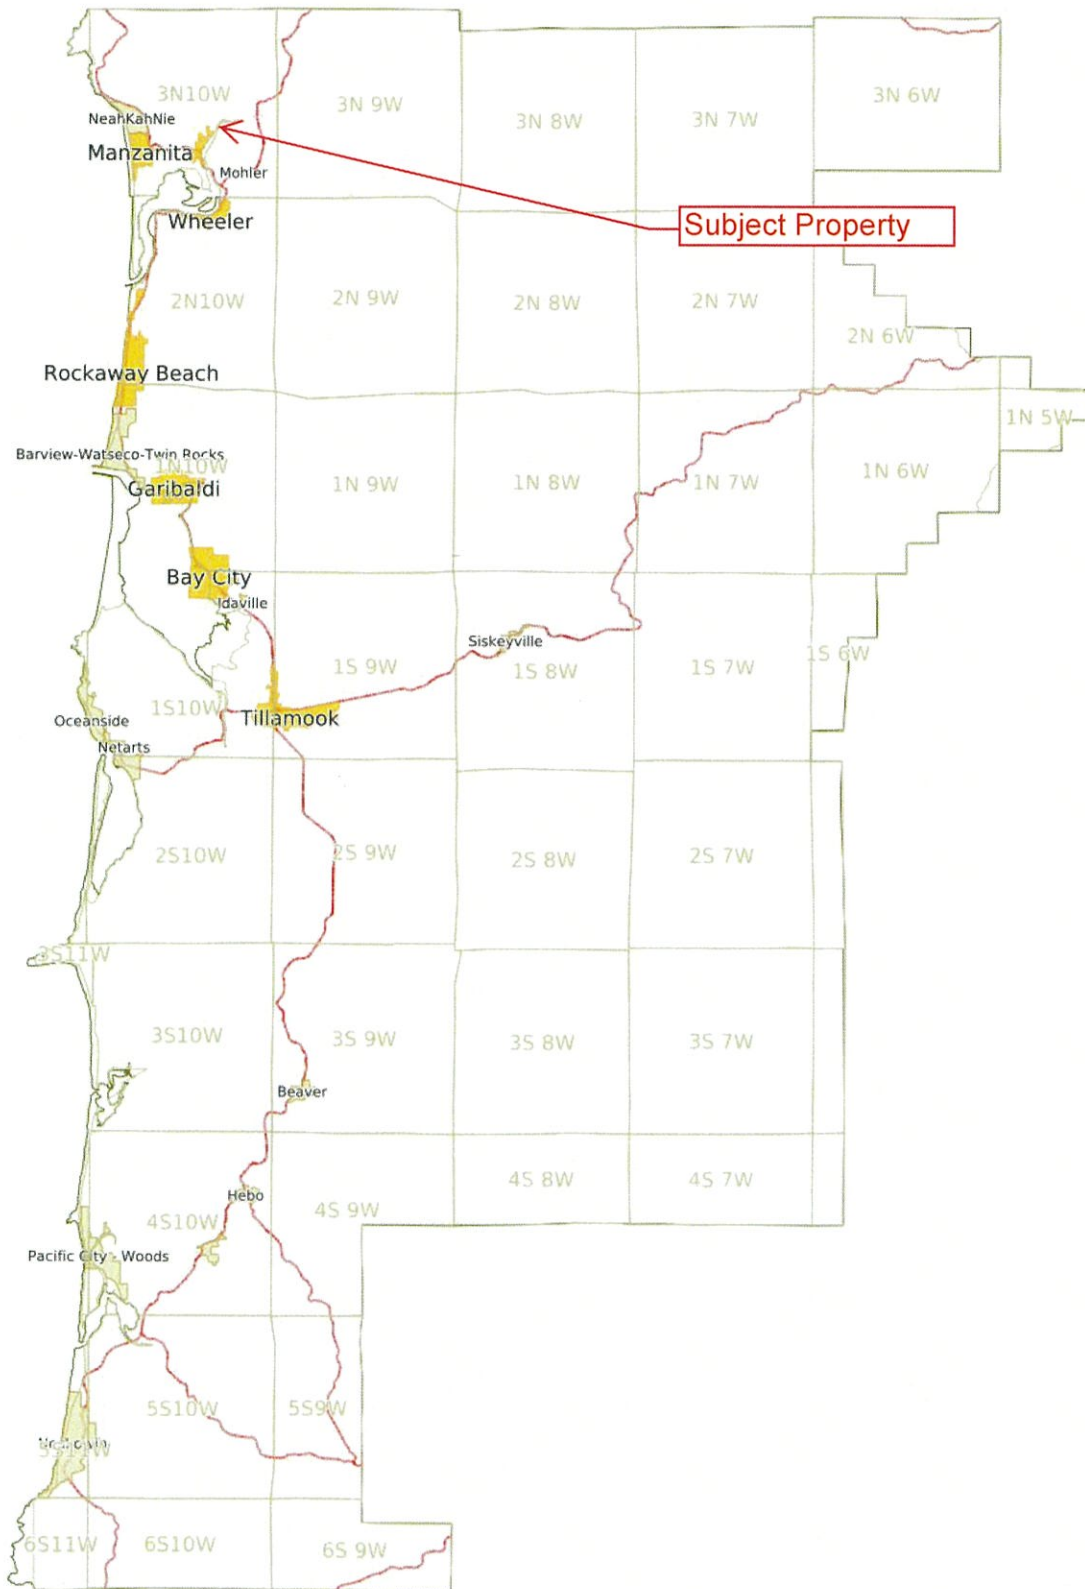 3N10W
3N 9W
3N 8W
3N 7W
3N 6W
NeahKahNie
Manzanita
Mohler
Wheeler
Subject Property
2N10W
2N 9W
2N 8W
2N 7W
2N 6W
Rockaway Beach
1N 5W
Barview-Watseco-Twin Rocks
1N10W
1N 9W
1N 8W
1N 7W
1N 6W
Garibaldi
Bay City
Idaville
Siskeyville
1S 9W
1S 8W
1S 7W
1S 6W
1S10W
Oceanside
Tillamook
Netarts
2S10W
2S 9W
2S 8W
2S 7W
3S11W
3S10W
3S 9W
3S 8W
3S 7W
Beaver
4S 8W
4S 7W
Hebo
4S10W
4S 9W
Pacific City - Woods
5S10W
5S9W
5S11W
6S11W
6S10W
6S 9W